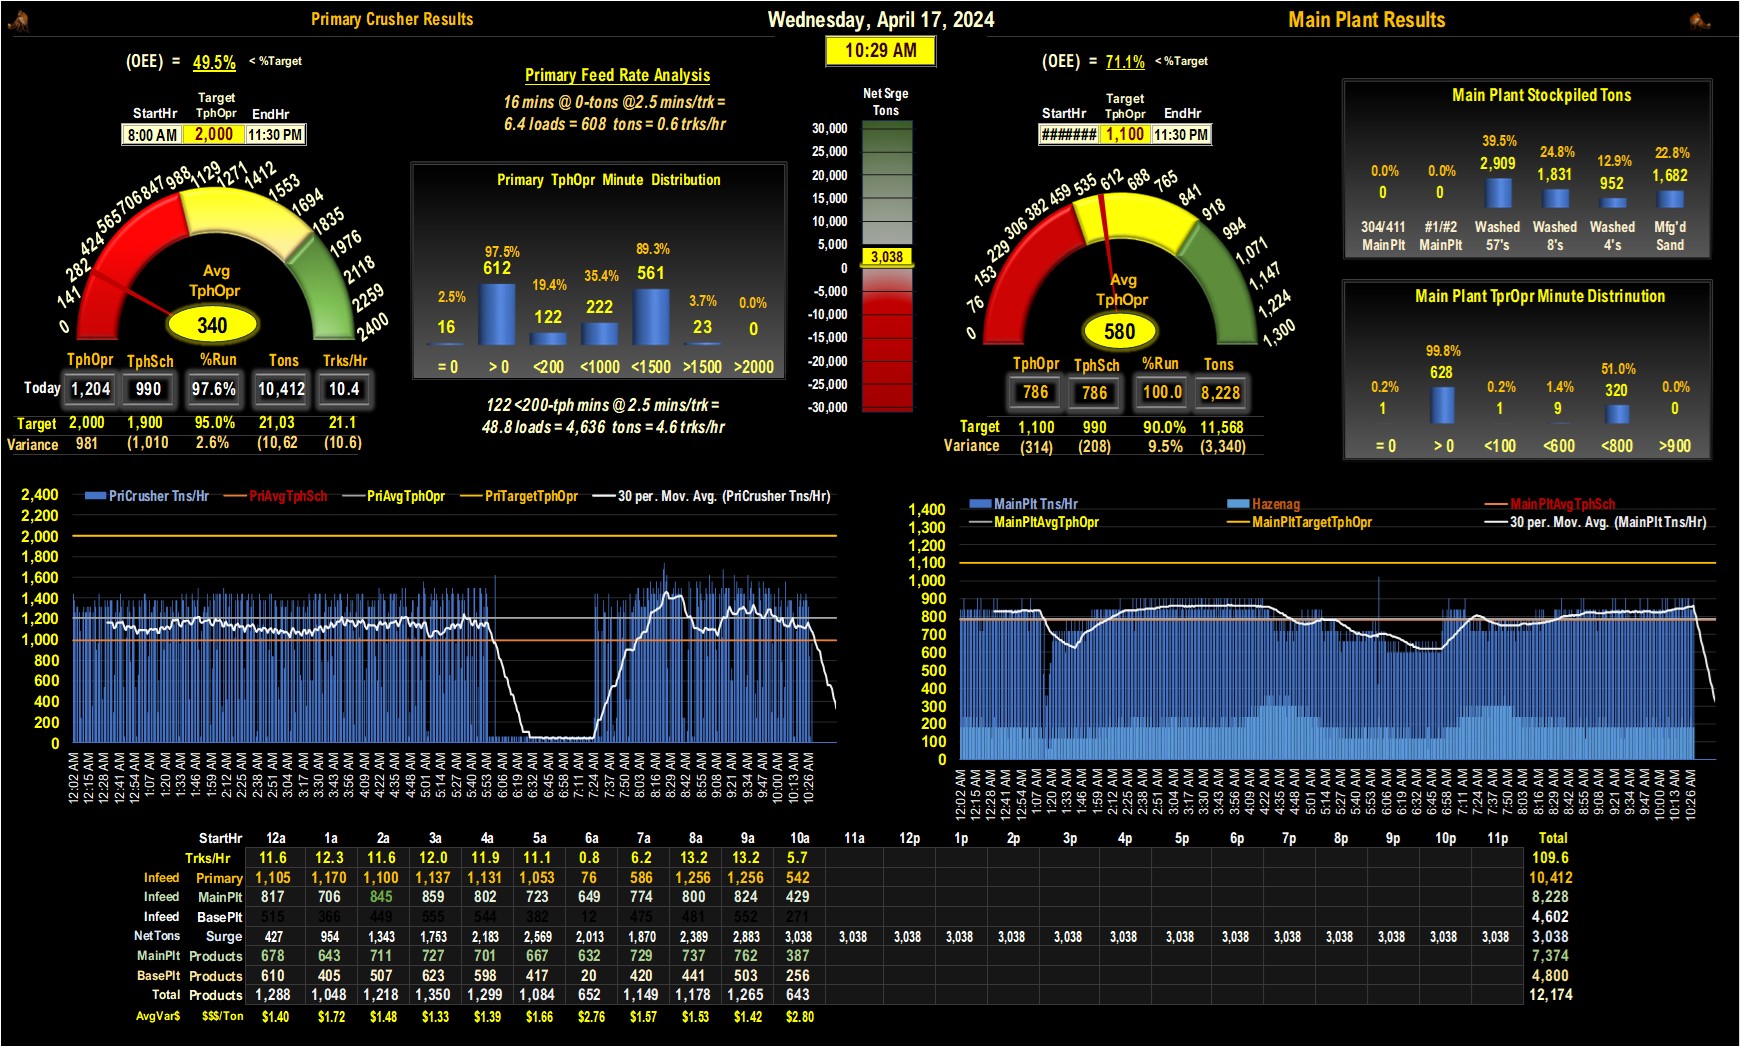 Primary Crusher Results
Wednesday, April 17, 2024
Main Plant Results
10:29 AM
(OEE) = 49.5% < %Target
StartHr Target TphOpr EndHr
8:00 AM 2,000 11:30 PM
0 141 282 424 565 706 847 988 1129 1271 1412 1553 1694 1835 1976 2118 2259 2400
Avg
TphOpr
340
TphOpr TphSch %Run Tons Trks/Hr
Today 1,204 990 97.6% 10,412 10.4
Target 2,000 1,900 95.0% 21,03 21.1
Variance 981 (1,010 2.6% (10,62 (10.6)
Primary Feed Rate Analysis
16 mins @ 0-tons @2.5 mins/trk =
6.4 loads = 608 tons = 0.6 trks/hr
Primary TphOpr Minute Distribution
2.5% 97.5% 19.4% 35.4% 89.3% 3.7% 0.0%
16 612 122 222 561 23 0
= 0 > 0 <200 <1000 <1500 >1500 >2000
122 <200-tph mins @ 2.5 mins/trk =
48.8 loads = 4,636 tons = 4.6 trks/hr
Net Srge
Tons
30,000
25,000
20,000
15,000
10,000
5,000
3,038
0
-5,000
-10,000
-15,000
-20,000
-25,000
-30,000
(OEE) = 71.1% < %Target
StartHr Target TphOpr EndHr
####### 1,100 11:30 PM
0 76 153 229 306 382 459 535 612 688 765 841 918 994 1,071 1,147 1,224 1,300
Avg
TphOpr
580
TphOpr TphSch %Run Tons
786 786 100.0 8,228
Target 1,100 990 90.0% 11,568
Variance (314) (208) 9.5% (3,340)
Main Plant Stockpiled Tons
0.0% 0.0% 39.5% 24.8% 12.9% 22.8%
0 0 2,909 1,831 952 1,682
304/411 #1/#2 Washed Washed Washed Mfg'd
MainPlt MainPlt 57's 8's 4's Sand
Main Plant TprOpr Minute Distrinution
0.2% 99.8% 0.2% 1.4% 51.0% 0.0%
1 628 1 9 320 0
= 0 > 0 <100 <600 <800 >900
PriCrusher Tns/Hr PriAvgTphSch PriAvgTphOpr PriTargetTphOpr 30 per. Mov. Avg. (PriCrusher Tns/Hr)
2,400
2,200
2,000
1,800
1,600
1,400
1,200
1,000
800
600
400
200
0
12:02 AM 12:15 AM 12:28 AM 12:41 AM 12:54 AM 1:07 AM 1:20 AM 1:33 AM 1:46 AM 1:59 AM 2:12 AM 2:25 AM 2:38 AM 2:51 AM 3:04 AM 3:17 AM 3:30 AM 3:43 AM 3:56 AM 4:09 AM 4:22 AM 4:35 AM 4:48 AM 5:01 AM 5:14 AM 5:27 AM 5:40 AM 5:53 AM 6:06 AM 6:19 AM 6:32 AM 6:45 AM 6:58 AM 7:11 AM 7:24 AM 7:37 AM 7:50 AM 8:03 AM 8:16 AM 8:29 AM 8:42 AM 8:55 AM 9:08 AM 9:21 AM 9:34 AM 9:47 AM 10:00 AM 10:13 AM 10:26 AM
MainPlt Tns/Hr Hazenag MainPltAvgTphSch
MainPltAvgTphOpr MainPltTargetTphOpr 30 per. Mov. Avg. (MainPlt Tns/Hr)
1,400
1,300
1,200
1,100
1,000
900
800
700
600
500
400
300
200
100
0
12:02 AM 12:15 AM 12:28 AM 12:41 AM 12:54 AM 1:07 AM 1:20 AM 1:33 AM 1:46 AM 1:59 AM 2:12 AM 2:25 AM 2:38 AM 2:51 AM 3:04 AM 3:17 AM 3:30 AM 3:43 AM 3:56 AM 4:09 AM 4:22 AM 4:35 AM 4:48 AM 5:01 AM 5:14 AM 5:27 AM 5:40 AM 5:53 AM 6:06 AM 6:19 AM 6:32 AM 6:45 AM 6:58 AM 7:11 AM 7:24 AM 7:37 AM 7:50 AM 8:03 AM 8:16 AM 8:29 AM 8:42 AM 8:55 AM 9:08 AM 9:21 AM 9:34 AM 9:47 AM 10:00 AM 10:13 AM 10:26 AM
StartHr 12a 1a 2a 3a 4a 5a 6a 7a 8a 9a 10a 11a 12p 1p 2p 3p 4p 5p 6p 7p 8p 9p 10p 11p Total
Trks/Hr 11.6 12.3 11.6 12.0 11.9 11.1 0.8 6.2 13.2 13.2 5.7 109.6
Infeed Primary 1,105 1,170 1,100 1,137 1,131 1,053 76 586 1,256 1,256 542 10,412
Infeed MainPlt 817 706 845 859 802 723 649 774 800 824 429 8,228
Infeed BasePlt 515 366 449 555 544 382 12 475 481 552 271 4,602
NetTons Surge 427 954 1,343 1,753 2,183 2,569 2,013 1,870 2,389 2,883 3,038 3,038 3,038 3,038 3,038 3,038 3,038 3,038 3,038 3,038 3,038 3,038 3,038 3,038 3,038
MainPlt Products 678 643 711 727 701 667 632 729 737 762 387 7,374
BasePlt Products 610 405 507 623 598 417 20 420 441 503 256 4,800
Total Products 1,288 1,048 1,218 1,350 1,299 1,084 652 1,149 1,178 1,265 643 12,174
AvgVar$ $$$/Ton $1.40 $1.72 $1.48 $1.33 $1.39 $1.66 $2.76 $1.57 $1.53 $1.42 $2.80